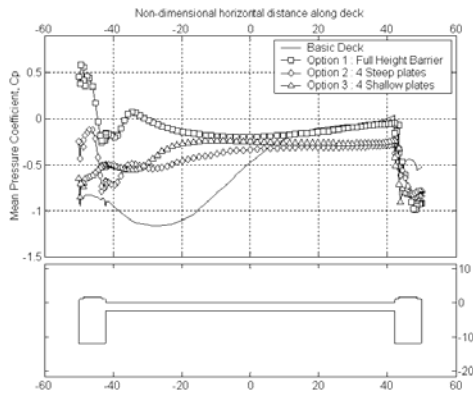 Non-dimensional horizontal distance along deck
-60 -40 -20 0 20 40 60
Mean Pressure Coefficient, Cp
0.5
0
-0.5
-1
-1.5
Basic Deck
Option 1 : Full Height Barrier
Option 2 : 4 Steep plates
Option 3 : 4 Shallow plates
10
0
-10
-20
-60 -40 -20 0 20 40 60